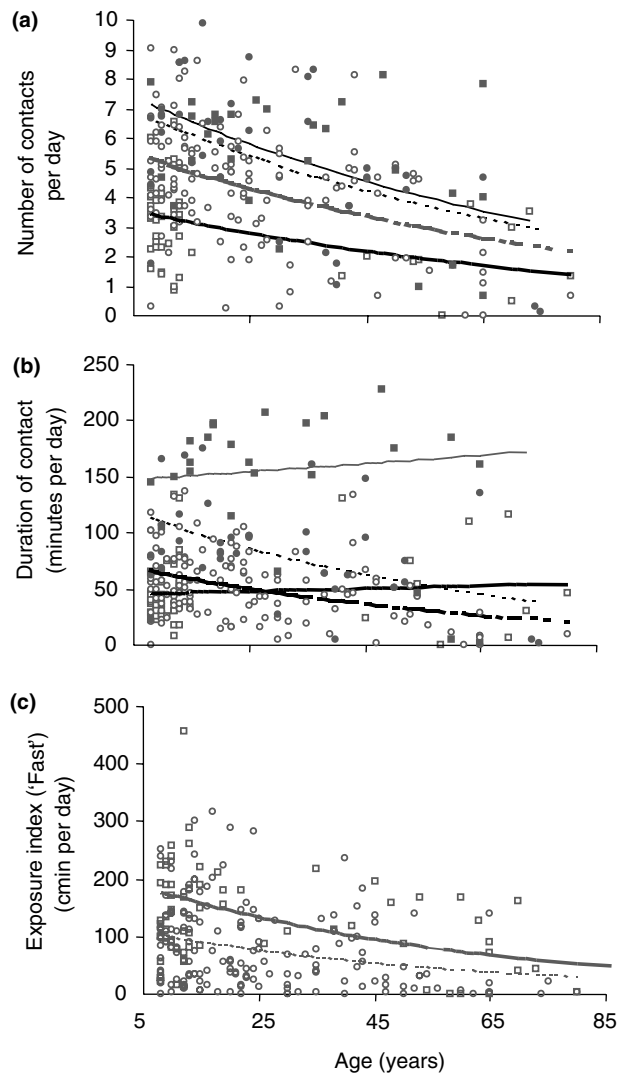 (a)
Number of contacts
per day
10
9
8
7
6
5
4
3
2
1
0
(b)
Duration of contact
(minutes per day)
250
200
150
100
50
0
(c)
Exposure index ('Fast')
(cmin per day)
500
400
300
200
100
0
5 25 45 65 85
Age (years)